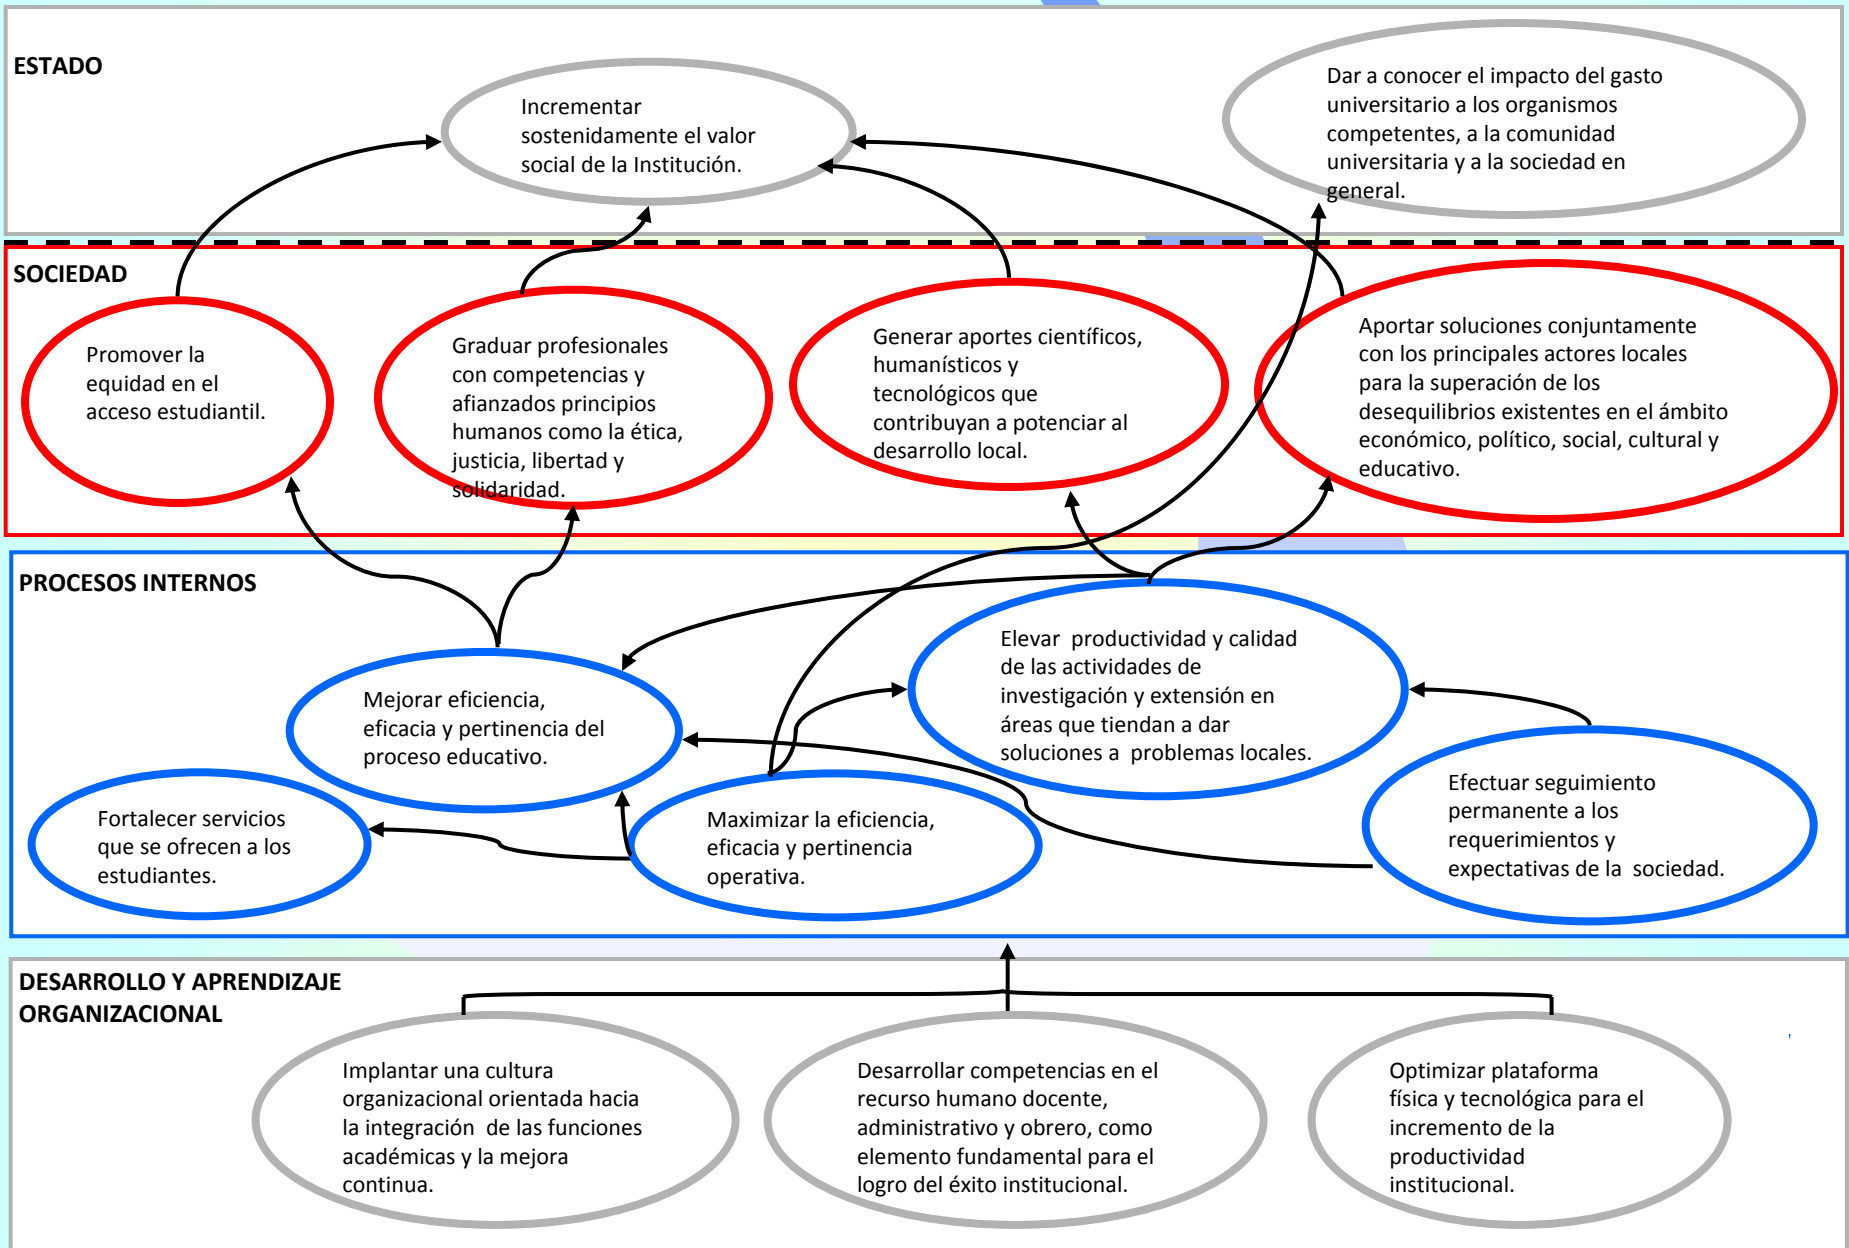 ESTADO
Incrementar
sostenidamente el valor
social de la Institución.
Dar a conocer el impacto del gasto
universitario a los organismos
competentes, a la comunidad
universitaria y a la sociedad en
general.
SOCIEDAD
Promover la
equidad en el
acceso estudiantil.
Graduar profesionales
con competencias y
afianzados principios
humanos como la ética,
justicia, libertad y
solidaridad.
Generar aportes científicos,
humanísticos y
tecnológicos que
contribuyan a potenciar al
desarrollo local.
Aportar soluciones conjuntamente
con los principales actores locales
para la superación de los
desequilibrios existentes en el ámbito
económico, político, social, cultural y
educativo.
PROCESOS INTERNOS
Mejorar eficiencia,
eficacia y pertinencia del
proceso educativo.
Elevar  productividad y calidad
de las actividades de
investigación y extensión en
áreas que tiendan a dar
soluciones a  problemas locales.
Fortalecer servicios
que se ofrecen a los
estudiantes.
Maximizar la eficiencia,
eficacia y pertinencia
operativa.
Efectuar seguimiento
permanente a los
requerimientos y
expectativas de la  sociedad.
DESARROLLO Y APRENDIZAJE
ORGANIZACIONAL
Implantar una cultura
organizacional orientada hacia
la integración  de las funciones
académicas y la mejora
continua.
Desarrollar competencias en el
recurso humano docente,
administrativo y obrero, como
elemento fundamental para el
logro del éxito institucional.
Optimizar plataforma
física y tecnológica para el
incremento de la
productividad
institucional.